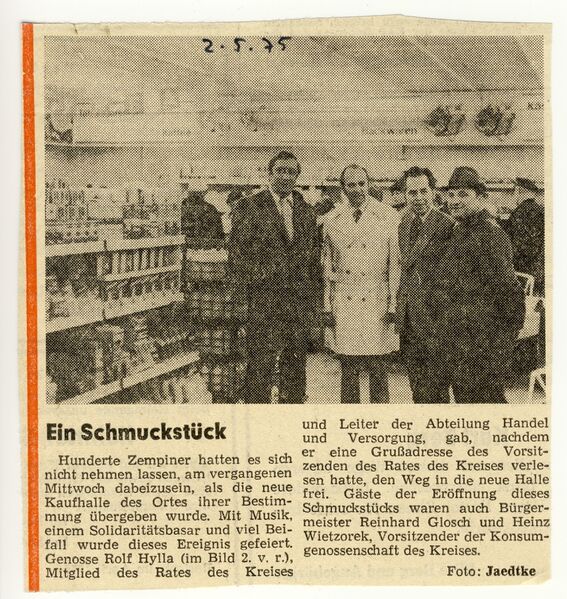 2.5.75
Kaffee
Backwaren
Kä
Ein Schmuckstück
Hunderte Zempiner hatten es sich
nicht nehmen lassen, am vergangenen
Mittwoch dabeizusein, als die neue
Kaufhalle des Ortes ihrer Bestim-
mung übergeben wurde. Mit Musik,
einem Solidaritätsbasar und viel Bei-
fall wurde dieses Ereignis gefeiert.
Genosse Rolf Hylla (im Bild 2. v. r.),
Mitglied des Rates des Kreises
und Leiter der Abteilung Handel
und Versorgung, gab, nachdem
er eine Grußadresse des Vorsit-
zenden des Rates des Kreises verle-
sen hatte, den Weg in die neue Halle
frei. Gäste der Eröffnung dieses
Schmuckstücks waren auch Bürger-
meister Reinhard Glosch und Heinz
Wietzorek, Vorsitzender der Konsum-
genossenschaft des Kreises.
Foto: Jaedtke